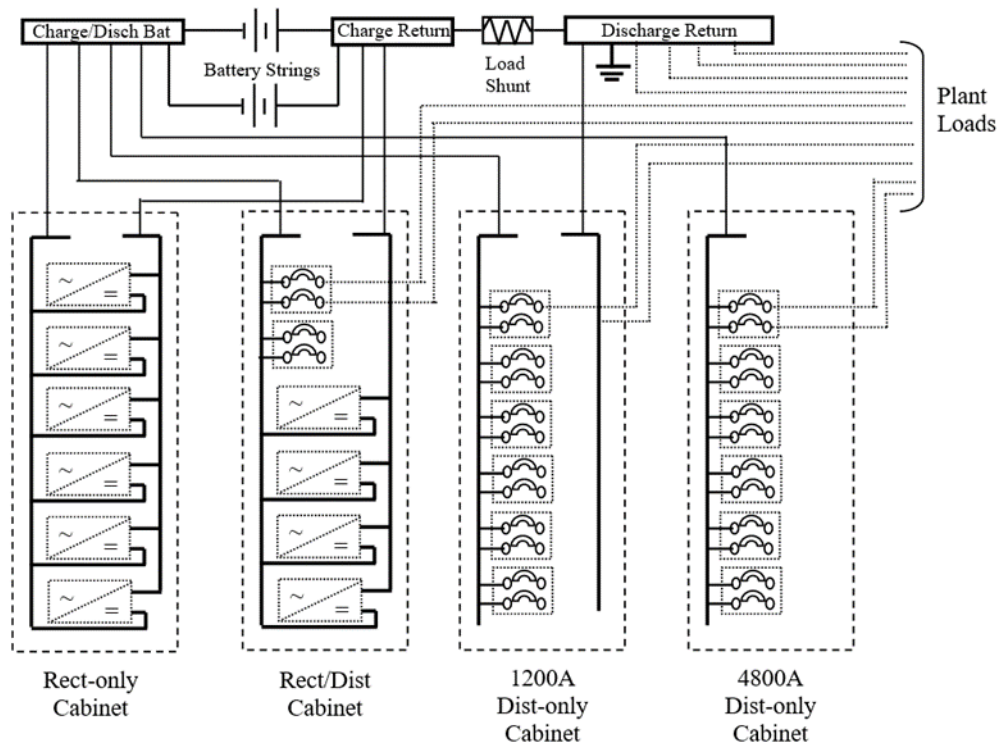 Charge/Disch Bat
Charge Return
Discharge Return
Battery Strings
Load
Shunt
Plant
Loads
Rect-only
Cabinet
Rect/Dist
Cabinet
1200A
Dist-only
Cabinet
4800A
Dist-only
Cabinet